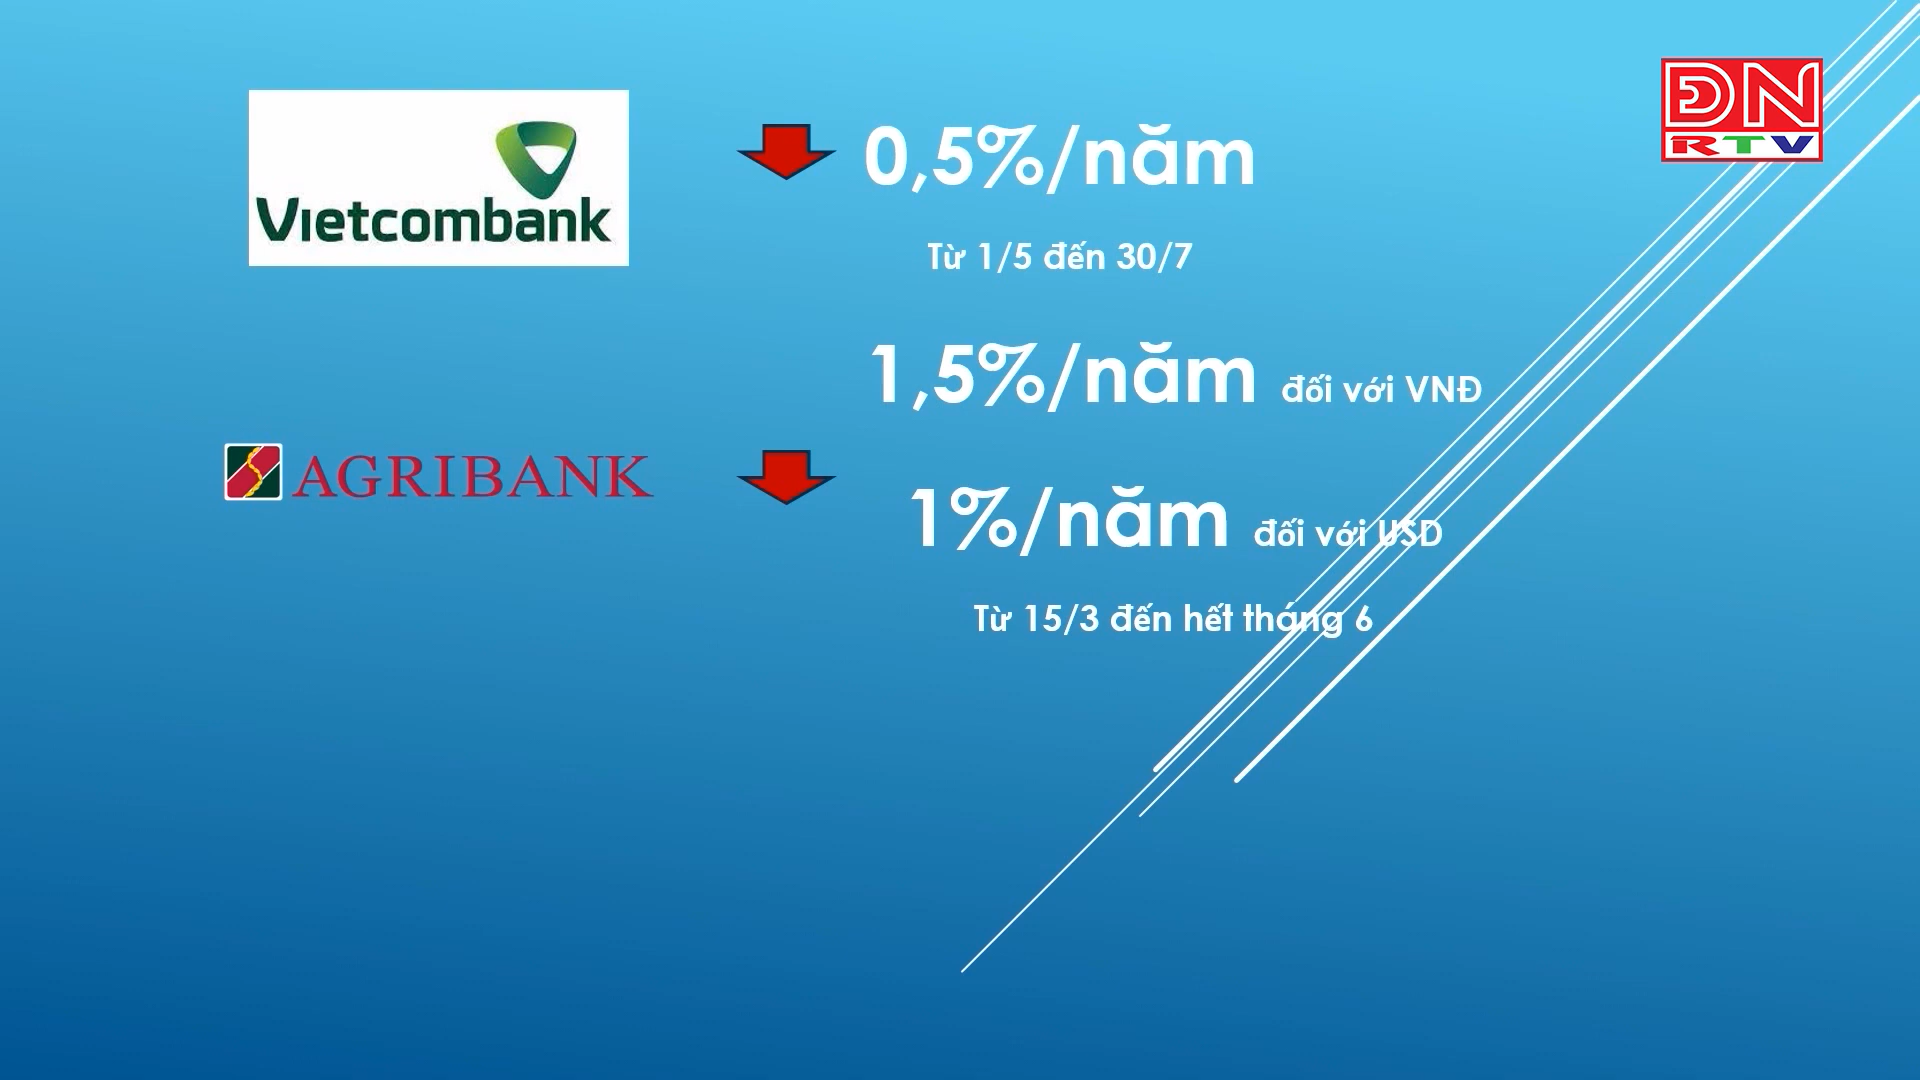 ĐN
RTV
Vietcombank
0,5%/năm
Từ 1/5 đến 30/7
1,5%/năm đối với VNĐ
AGRIBANK
1%/năm đối với USD
Từ 15/3 đến hết tháng 6